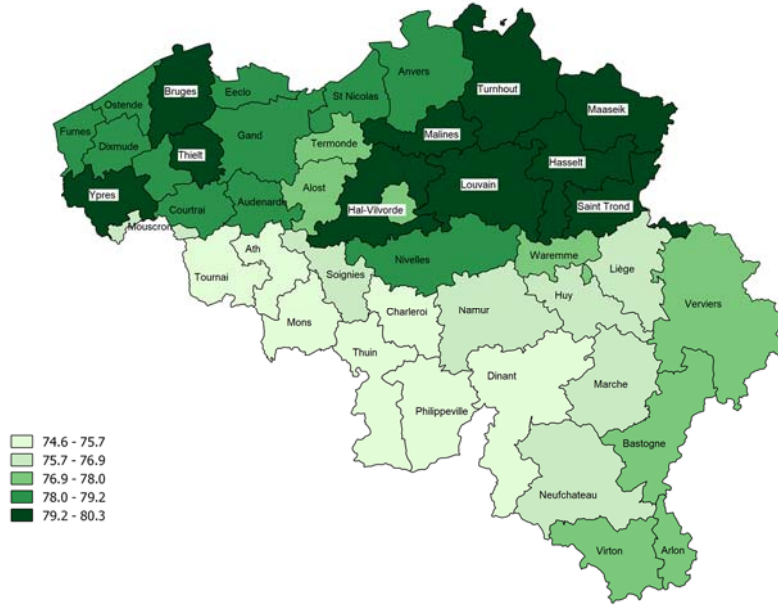 Anvers
Turnhout
Bruges
Eeclo
St Nicolas
Ostende
Maaseik
Furnes
Gand
Malines
Dixmude
Termonde
Thielt
Hasselt
Louvain
Ypres
Alost
Audenarde
Saint Trond
Courtrai
Hal-Vilvorde
Mouscron
Ath
Nivelles
Waremme
Tournai
Soignies
Liège
Huy
Verviers
Charleroi
Namur
Mons
Thuin
Dinant
Marche
Philippeville
74.6 - 75.7
Bastogne
75.7 - 76.9
76.9 - 78.0
78.0 - 79.2
Neufchateau
79.2 - 80.3
Virton
Arlon